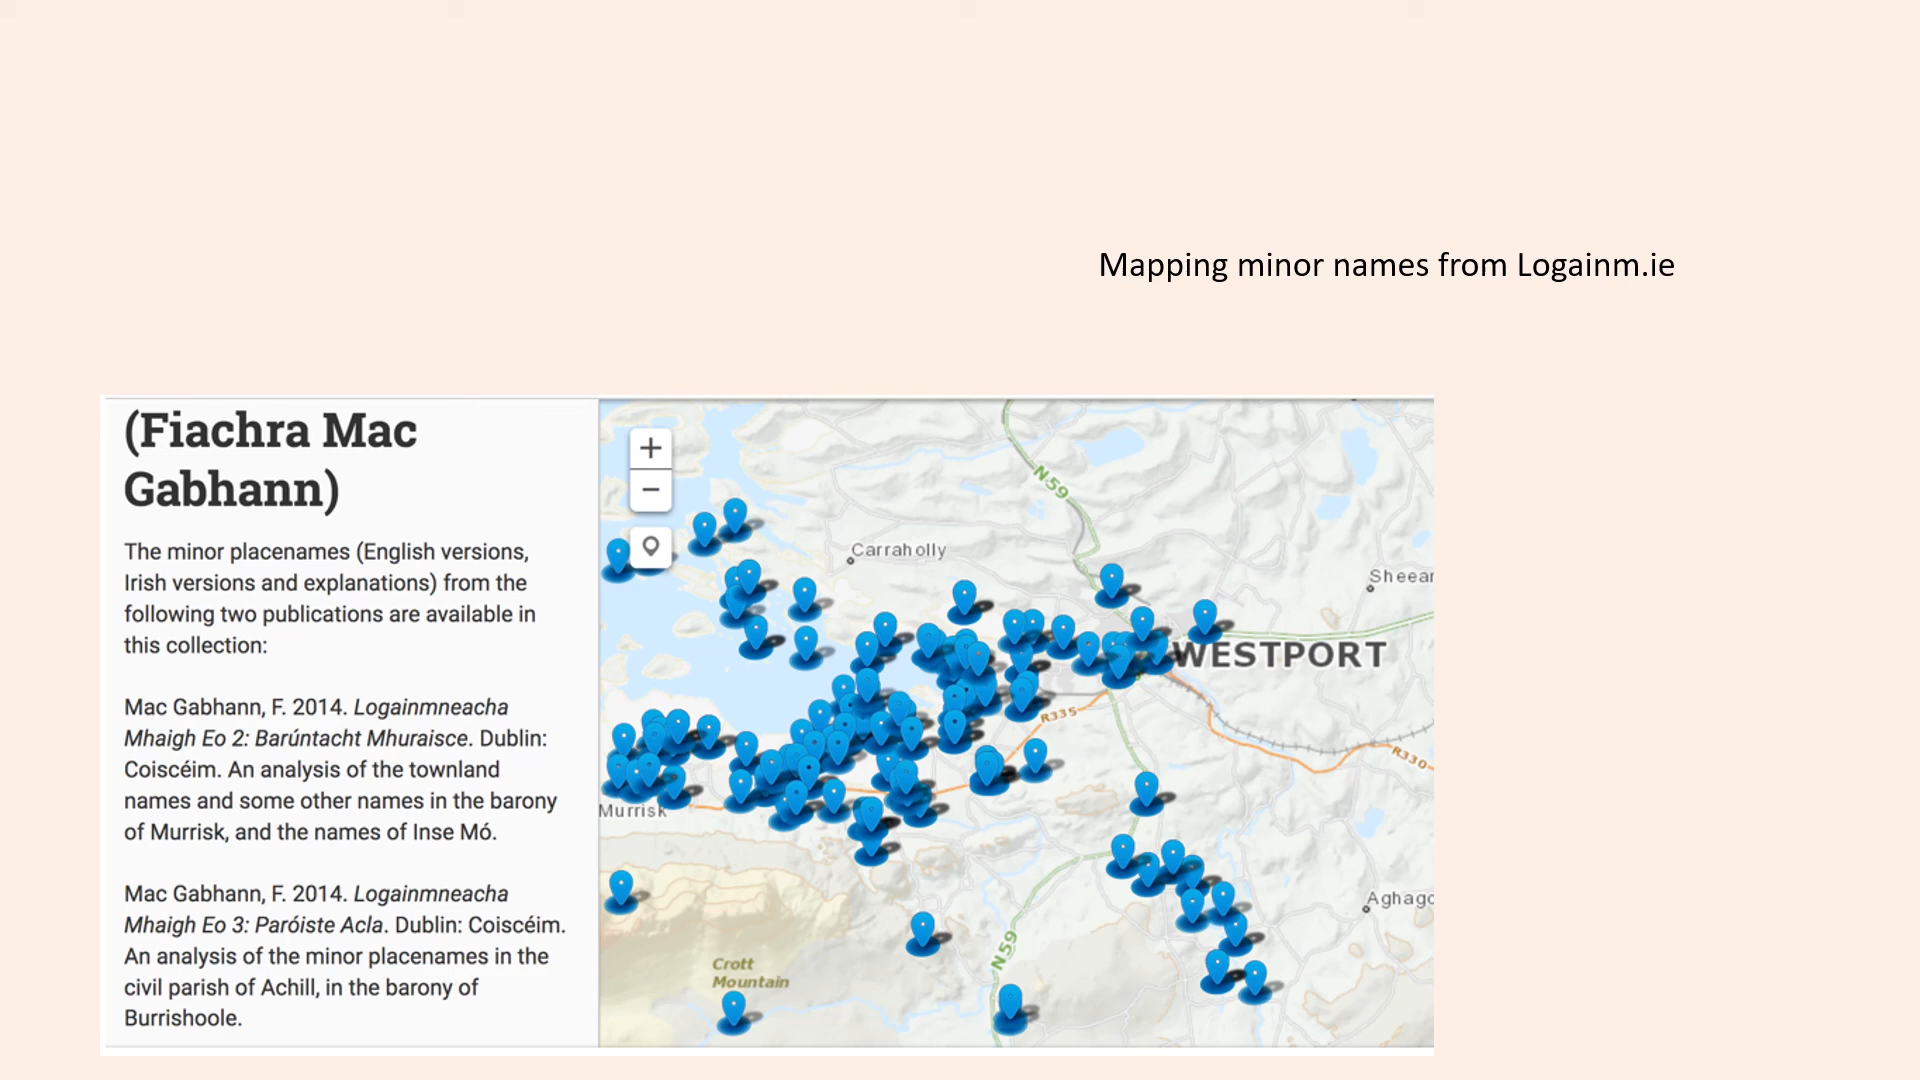 Mapping minor names from Logainm.ie
(Fiachra Mac
Gabhann)
The minor placenames (English versions,
Irish versions and explanations) from the
following two publications are available in
this collection:
Mac Gabhann, F. 2014. Logainmneacha
Mhaigh Eo 2: Barúntacht Mhuraisce. Dublin:
Coiscéim. An analysis of the townland
names and some other names in the barony
of Murrisk, and the names of Inse Mó.
Mac Gabhann, F. 2014. Logainmneacha
Mhaigh Eo 3: Paróiste Acla. Dublin: Coiscéim.
An analysis of the minor placenames in the
civil parish of Achill, in the barony of
Burrishoole.
+
−
N59
Carraholly
Sheear
WESTPORT
R335
R330
Murrisk
Aghago
N59
Crott
Mountain